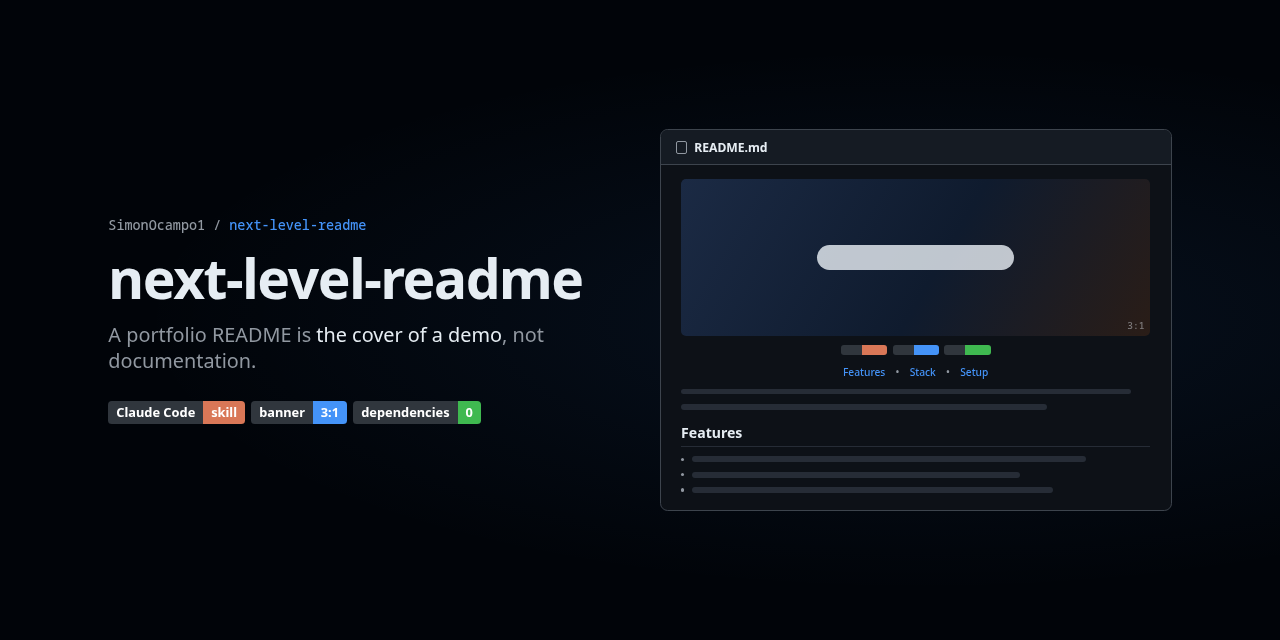 SimonOcampo1 / next-level-readme
next-level-readme
A portfolio README is the cover of a demo, not
documentation.
Claude Code skill banner 3:1 dependencies 0
README.md
3:1
Features • Stack • Setup
Features